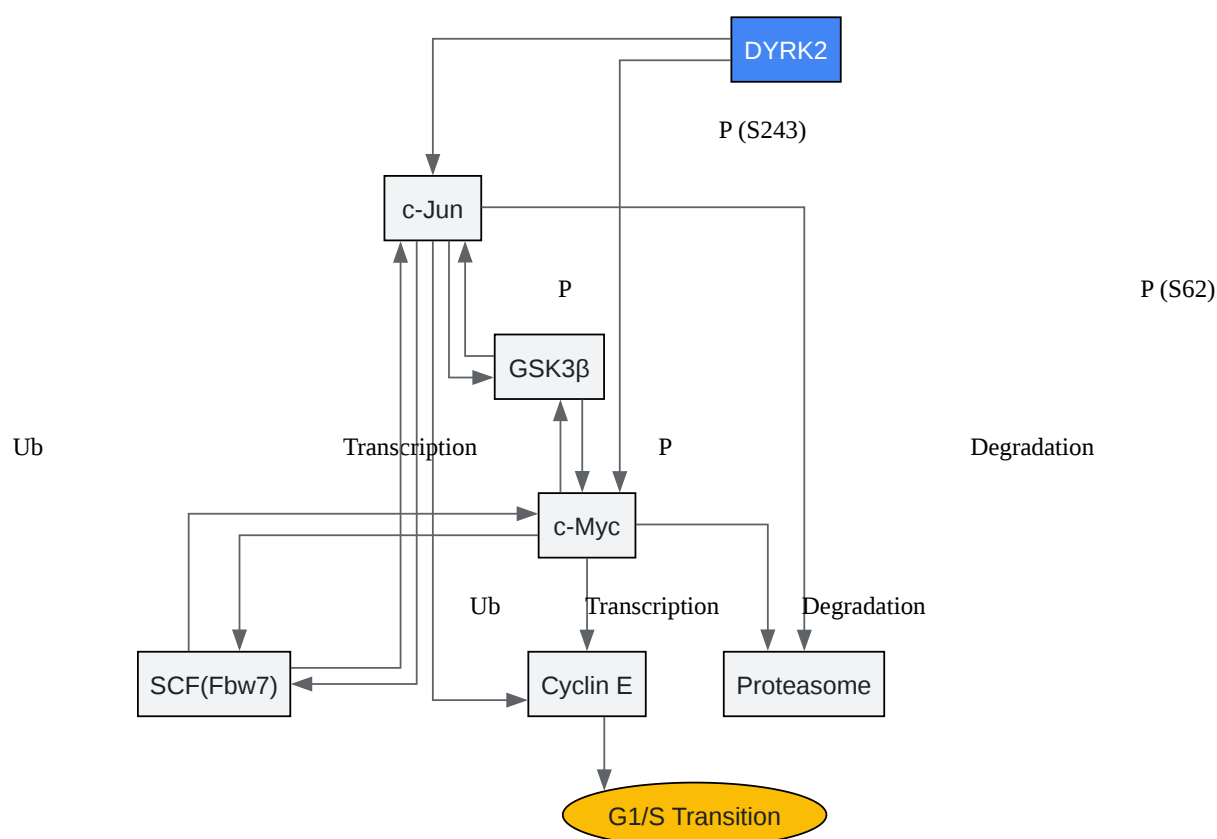 DYRK2
P (S243)
c-Jun
P
P (S62)
GSK3β
Ub
Transcription
P
Degradation
c-Myc
Ub
Transcription
Degradation
SCF(Fbw7)
Cyclin E
Proteasome
G1/S Transition